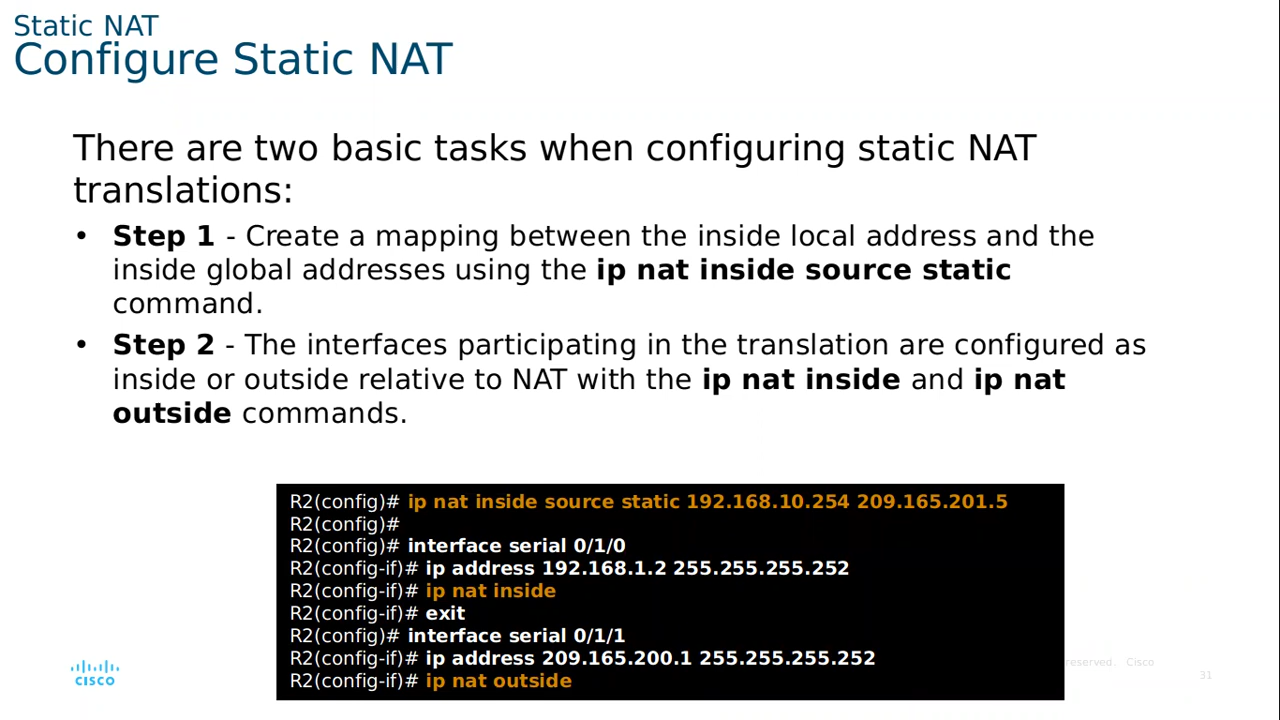 Static NAT
Configure Static NAT
There are two basic tasks when configuring static NAT
translations:
• Step 1 - Create a mapping between the inside local address and the
inside global addresses using the ip nat inside source static
command.
• Step 2 - The interfaces participating in the translation are configured as
inside or outside relative to NAT with the ip nat inside and ip nat
outside commands.
R2(config)# ip nat inside source static 192.168.10.254 209.165.201.5
R2(config)#
R2(config)# interface serial 0/1/0
R2(config-if)# ip address 192.168.1.2 255.255.255.252
R2(config-if)# ip nat inside
R2(config-if)# exit
R2(config)# interface serial 0/1/1
R2(config-if)# ip address 209.165.200.1 255.255.255.252
R2(config-if)# ip nat outside
reserved. Cisco
31
CISCO